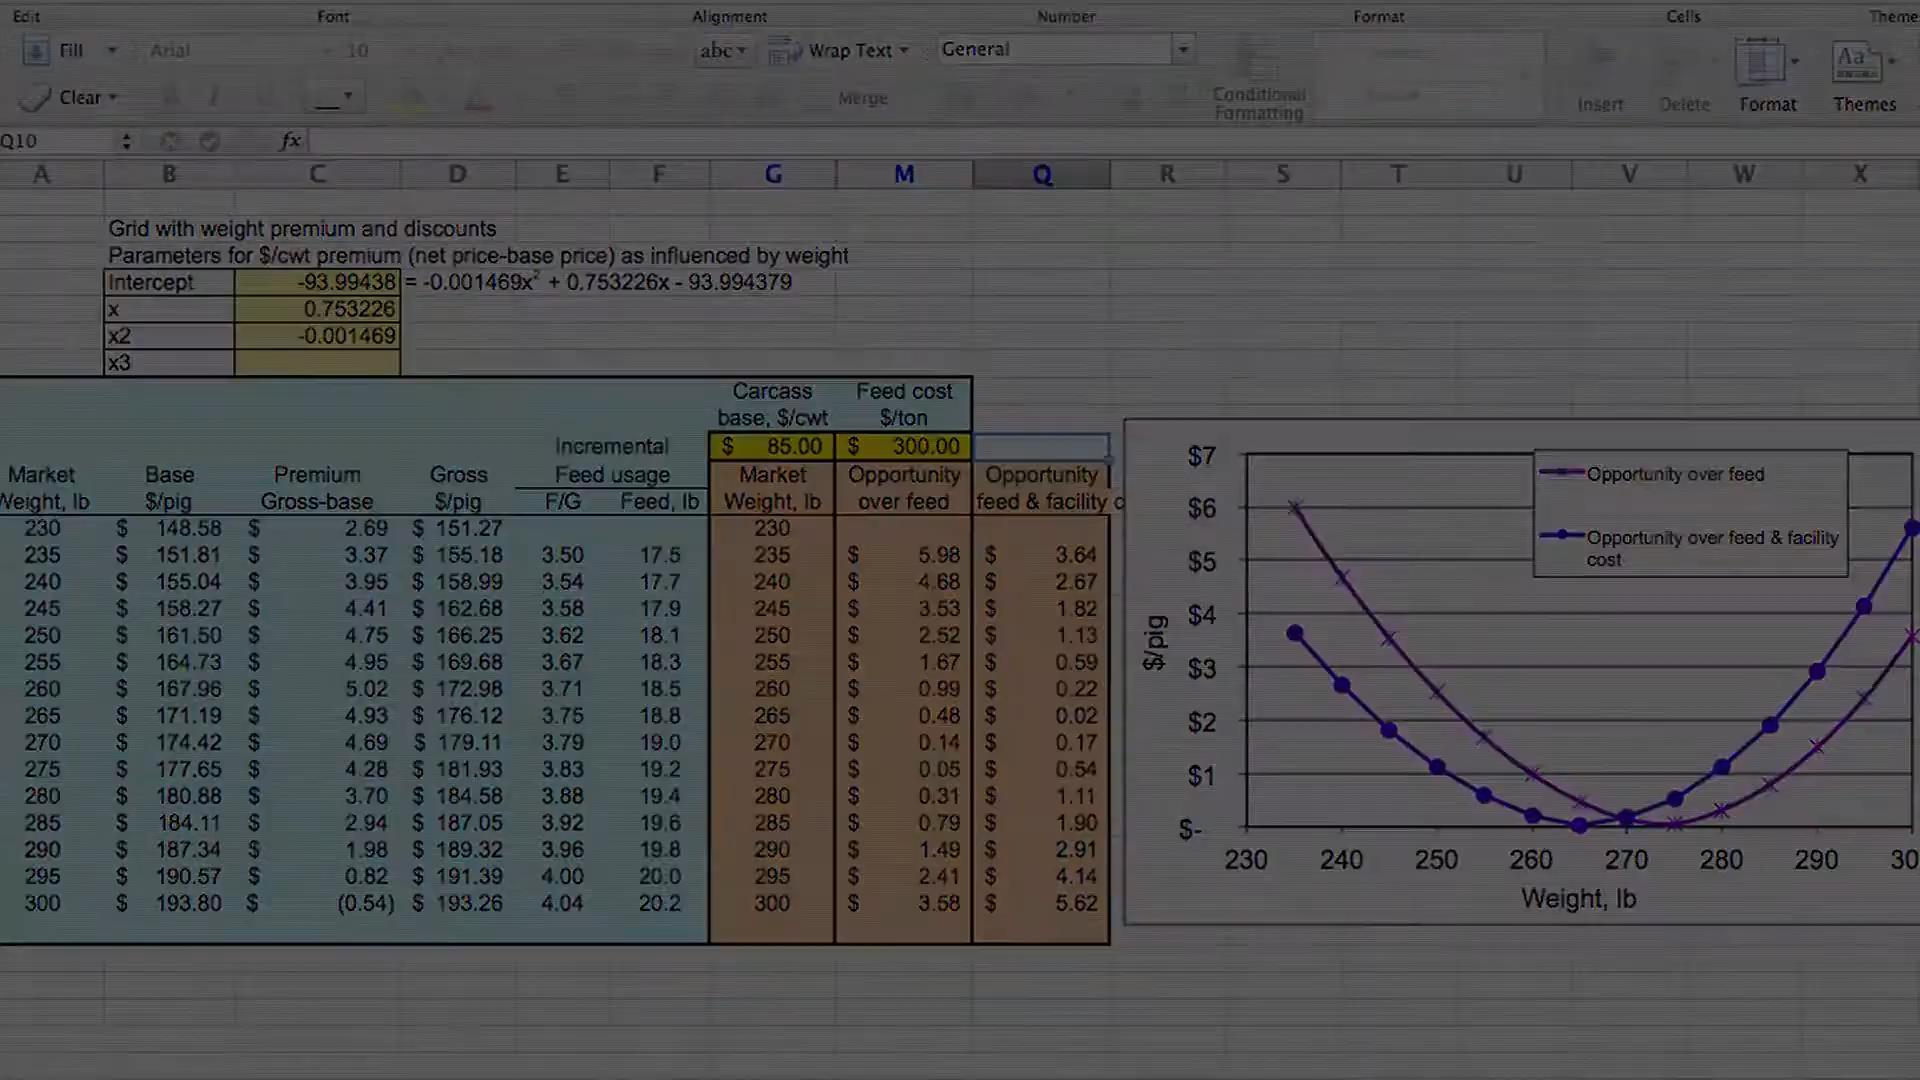 Edit Font Alignment Number Format Cells Theme
Fill Arial 10 abc Wrap Text General
Clear Merge Conditional Formatting Insert Delete Format Themes
Q10 fx
A B C D E F G M Q R S T U V W X
Grid with weight premium and discounts
Parameters for $/cwt premium (net price-base price) as influenced by weight
Intercept -93.99438 = -0.001469x² + 0.753226x - 93.994379
x 0.753226
x2 -0.001469
x3
Carcass Feed cost
base, $/cwt $/ton
Incremental $ 85.00 $ 300.00
Market Base Premium Gross Feed usage Market Opportunity Opportunity
Weight, lb $/pig Gross-base $/pig F/G Feed, lb Weight, lb over feed feed & facility c
230 $ 148.58 $ 2.69 $ 151.27 230
235 $ 151.81 $ 3.37 $ 155.18 3.50 17.5 235 $ 5.98 $ 3.64
240 $ 155.04 $ 3.95 $ 158.99 3.54 17.7 240 $ 4.68 $ 2.67
245 $ 158.27 $ 4.41 $ 162.68 3.58 17.9 245 $ 3.53 $ 1.82
250 $ 161.50 $ 4.75 $ 166.25 3.62 18.1 250 $ 2.52 $ 1.13
255 $ 164.73 $ 4.95 $ 169.68 3.67 18.3 255 $ 1.67 $ 0.59
260 $ 167.96 $ 5.02 $ 172.98 3.71 18.5 260 $ 0.99 $ 0.22
265 $ 171.19 $ 4.93 $ 176.12 3.75 18.8 265 $ 0.48 $ 0.02
270 $ 174.42 $ 4.69 $ 179.11 3.79 19.0 270 $ 0.14 $ 0.17
275 $ 177.65 $ 4.28 $ 181.93 3.83 19.2 275 $ 0.05 $ 0.54
280 $ 180.88 $ 3.70 $ 184.58 3.88 19.4 280 $ 0.31 $ 1.11
285 $ 184.11 $ 2.94 $ 187.05 3.92 19.6 285 $ 0.79 $ 1.90
290 $ 187.34 $ 1.98 $ 189.32 3.96 19.8 290 $ 1.49 $ 2.91
295 $ 190.57 $ 0.82 $ 191.39 4.00 20.0 295 $ 2.41 $ 4.14
300 $ 193.80 $ (0.54) $ 193.26 4.04 20.2 300 $ 3.58 $ 5.62
$7
$6
$5
$4
$3
$2
$1
$-
$/pig
Opportunity over feed
Opportunity over feed & facility
cost
230 240 250 260 270 280 290 30
Weight, lb